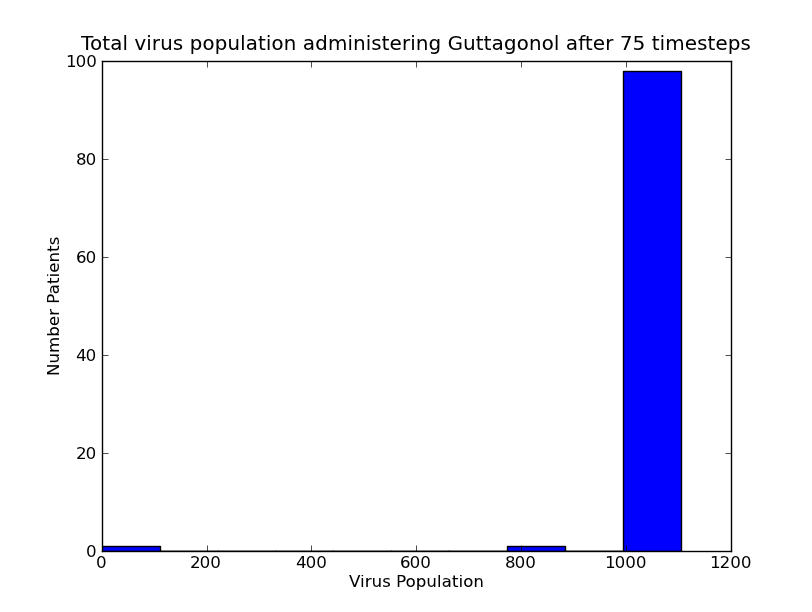 Total virus population administering Guttagonol after 75 timesteps
100
80
60
40
20
0
Number Patients
0 200 400 600 800 1000 1200
Virus Population